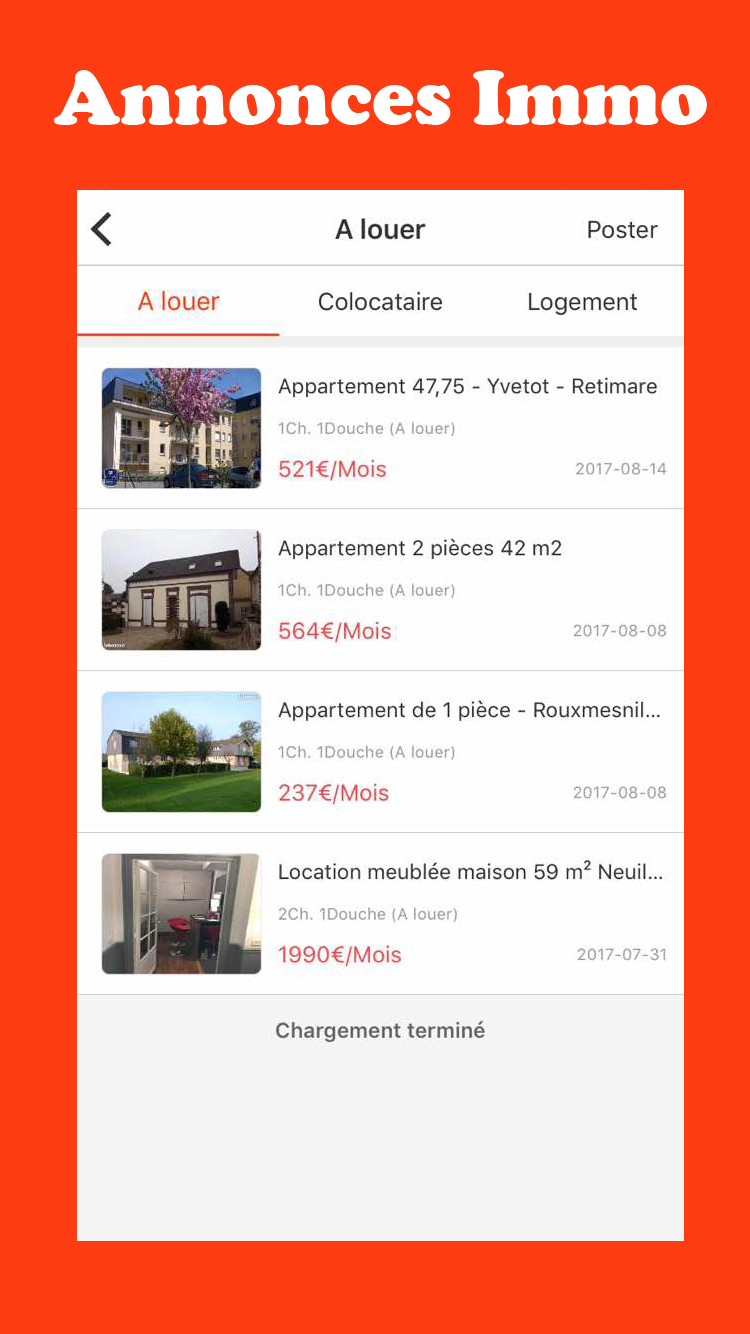 Annonces Immo
A louer
Poster
A louer
Colocataire
Logement
Appartement 47,75 - Yvetot - Retimare
1Ch. 1Douche (A louer)
521€/Mois
2017-08-14
Appartement 2 pièces 42 m2
1Ch. 1Douche (A louer)
564€/Mois
2017-08-08
Appartement de 1 pièce - Rouxmesnil...
1Ch. 1Douche (A louer)
237€/Mois
2017-08-08
Location meublée maison 59 m² Neuil...
2Ch. 1Douche (A louer)
1990€/Mois
2017-07-31
Chargement terminé